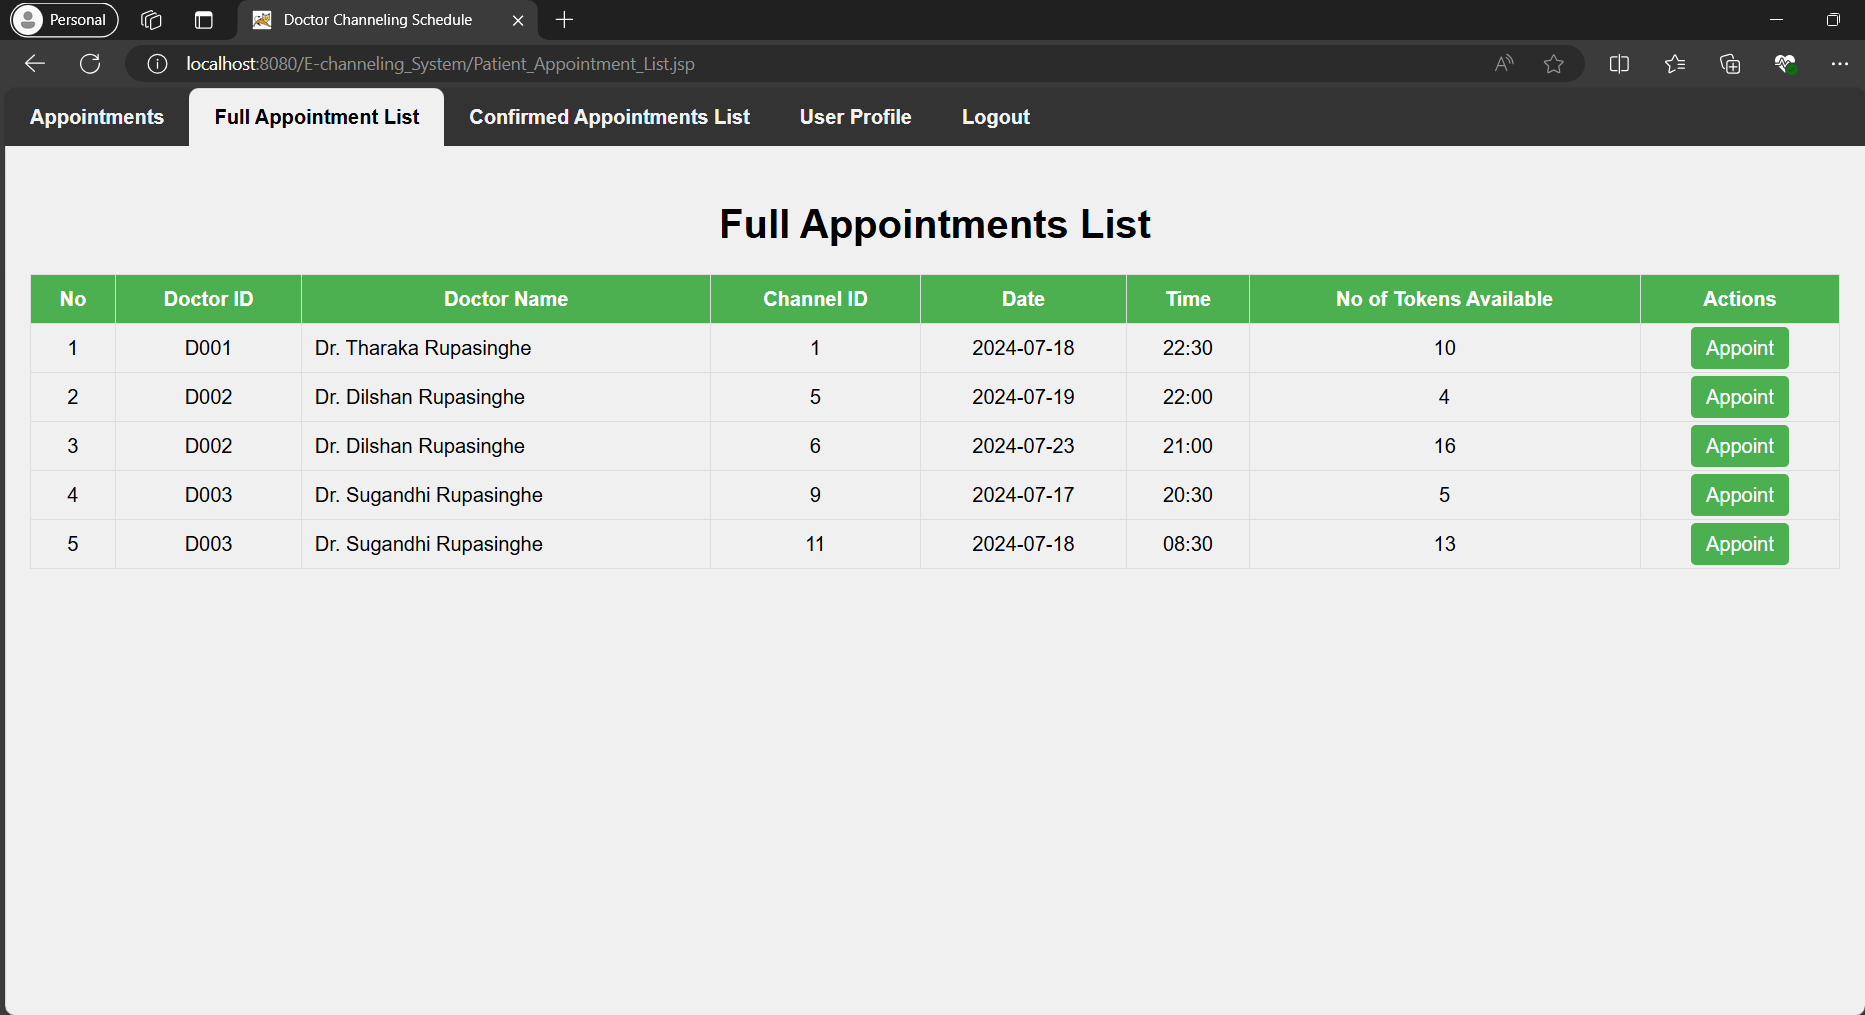 Personal
Doctor Channeling Schedule
localhost:8080/E-channeling_System/Patient_Appointment_List.jsp
Appointments Full Appointment List Confirmed Appointments List User Profile Logout
Full Appointments List
No Doctor ID Doctor Name Channel ID Date Time No of Tokens Available Actions
1 D001 Dr. Tharaka Rupasinghe 1 2024-07-18 22:30 10 Appoint
2 D002 Dr. Dilshan Rupasinghe 5 2024-07-19 22:00 4 Appoint
3 D002 Dr. Dilshan Rupasinghe 6 2024-07-23 21:00 16 Appoint
4 D003 Dr. Sugandhi Rupasinghe 9 2024-07-17 20:30 5 Appoint
5 D003 Dr. Sugandhi Rupasinghe 11 2024-07-18 08:30 13 Appoint